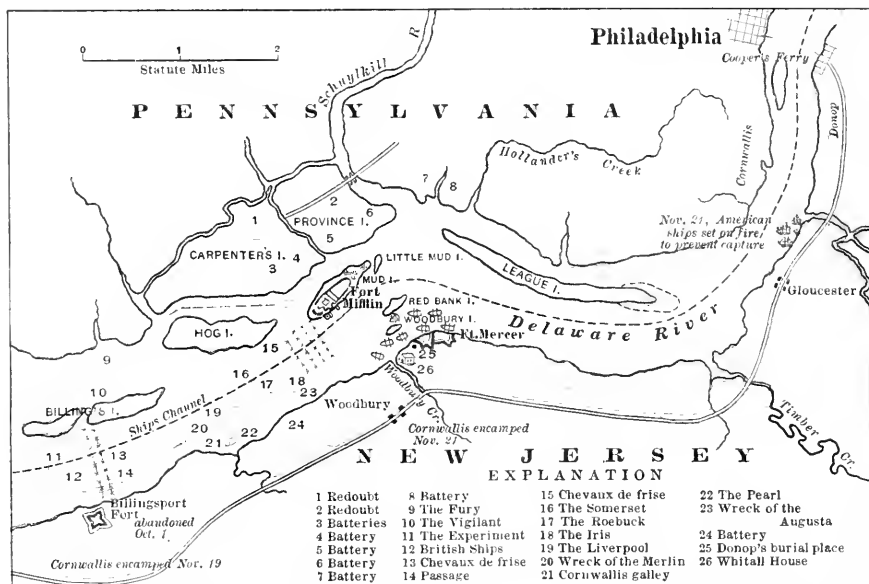 0 1 2
Statute Miles
Schuylkill R
Philadelphia
Cooper's Ferry
PENNSYLVANIA
Hollander's Creek
Cornwallis
Donop
7
8
2
6
PROVINCE I.
5
1
CARPENTER'S I.
4
3
LITTLE MUD I.
MUD I.
Fort
Mifflin
LEAGUE I.
Nov. 21, American
ships set on fire,
to prevent capture
Gloucester
RED BANK I.
WOODBURY I.
Ft. Mercer
Delaware River
HOG I.
15
25
26
9
16
17
18
23
10
BILLING'S I.
Ships Channel
19
20
21
22
24
Woodbury
Woodbury Cr.
Cornwallis encamped
Nov. 21
Timber Cr.
11
12
13
14
NEW JERSEY
Billingsport
Fort
abandoned
Oct. 1
Cornwallis encamped Nov. 19
EXPLANATION
1 Redoubt
2 Redoubt
3 Batteries
4 Battery
5 Battery
6 Battery
7 Battery
8 Battery
9 The Fury
10 The Vigilant
11 The Experiment
12 British Ships
13 Chevaux de frise
14 Passage
15 Chevaux de frise
16 The Somerset
17 The Roebuck
18 The Iris
19 The Liverpool
20 Wreck of the Merlin
21 Cornwallis galley
22 The Pearl
23 Wreck of the
Augusta
24 Battery
25 Donop's burial place
26 Whitall House